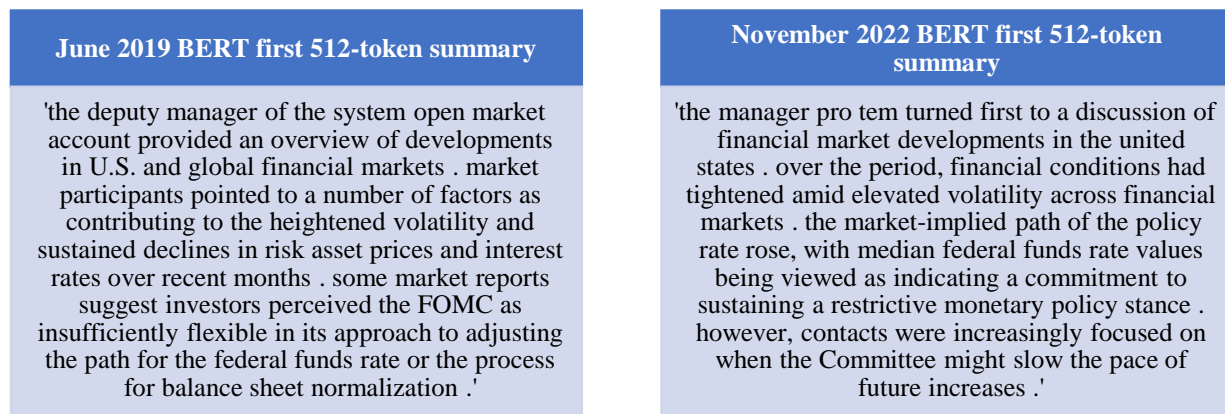 June 2019 BERT first 512-token summary
'the deputy manager of the system open market
account provided an overview of developments
in U.S. and global financial markets . market
participants pointed to a number of factors as
contributing to the heightened volatility and
sustained declines in risk asset prices and interest
rates over recent months . some market reports
suggest investors perceived the FOMC as
insufficiently flexible in its approach to adjusting
the path for the federal funds rate or the process
for balance sheet normalization .'
November 2022 BERT first 512-token
summary
'the manager pro tem turned first to a discussion of
financial market developments in the united
states . over the period, financial conditions had
tightened amid elevated volatility across financial
markets . the market-implied path of the policy
rate rose, with median federal funds rate values
being viewed as indicating a commitment to
sustaining a restrictive monetary policy stance .
however, contacts were increasingly focused on
when the Committee might slow the pace of
future increases .'